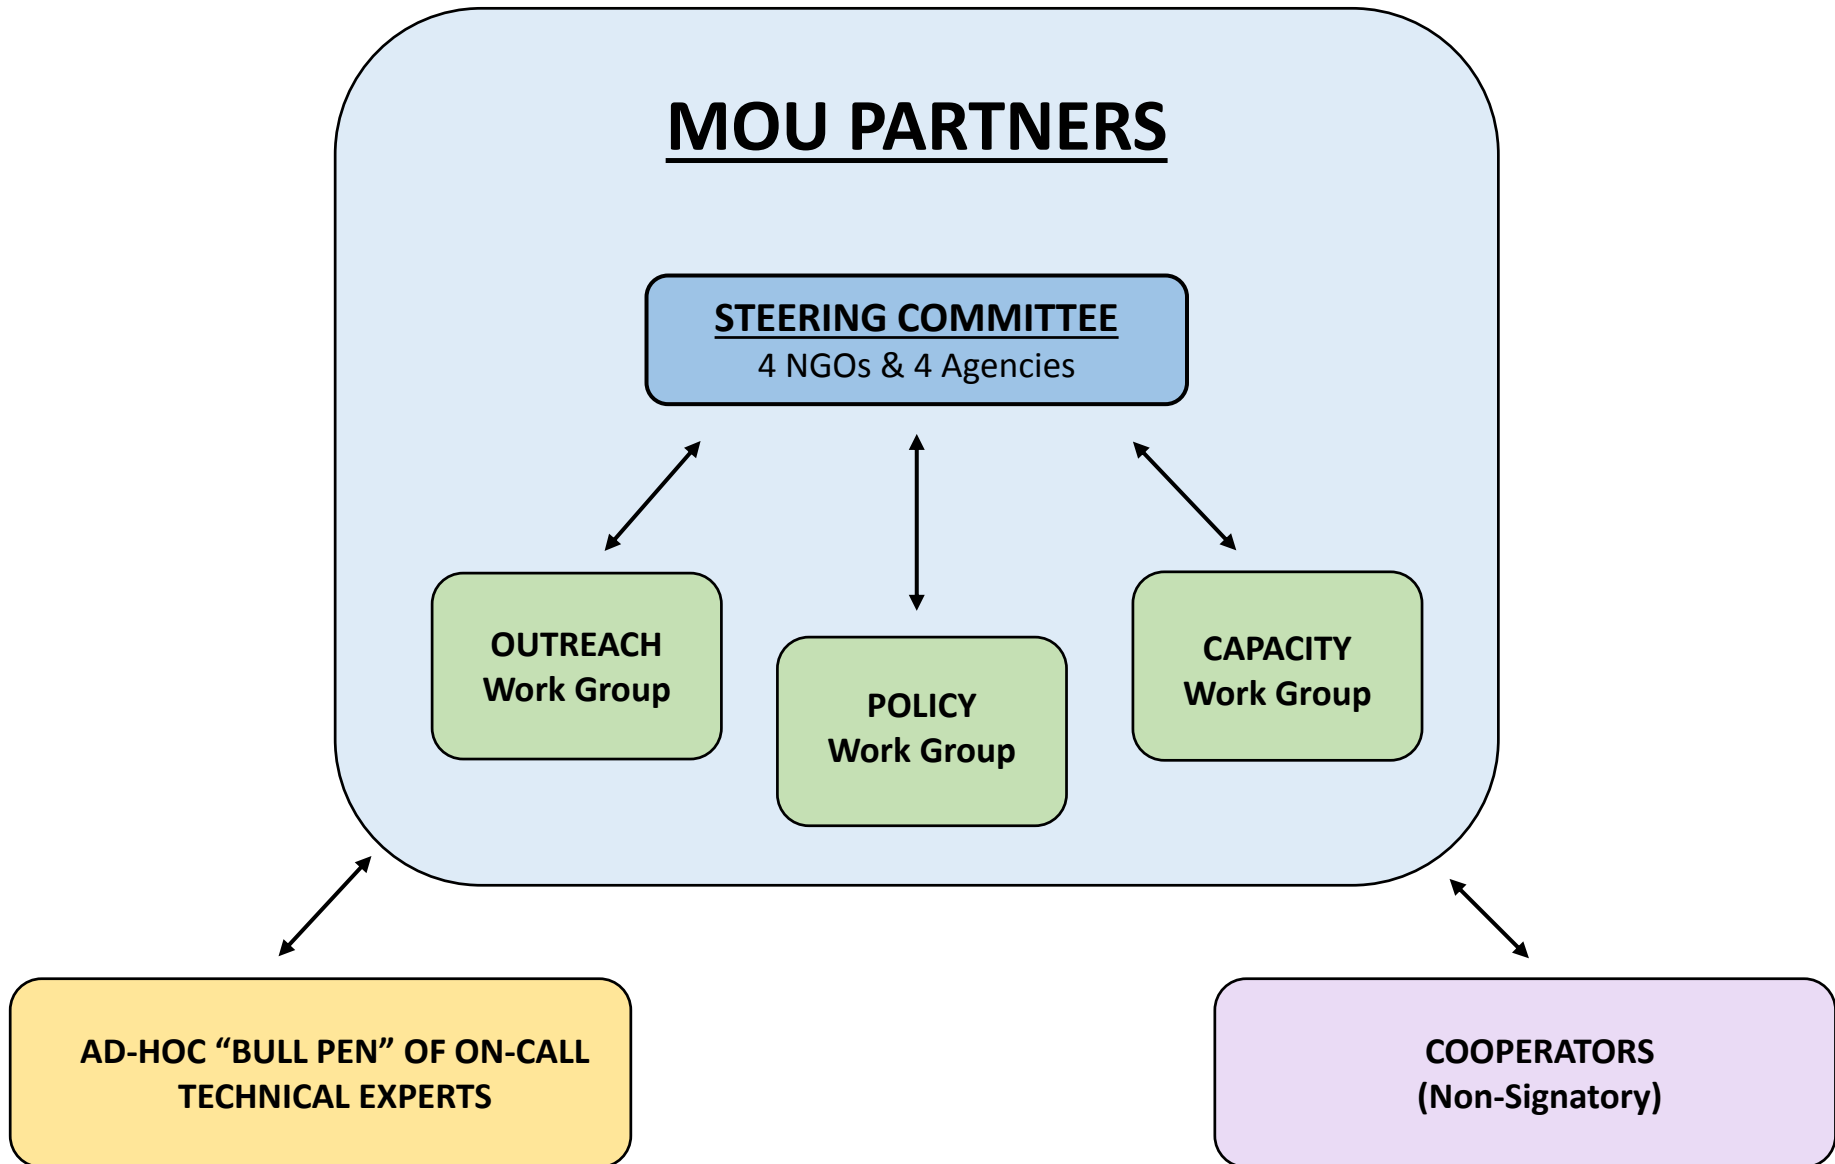 MOU PARTNERS
STEERING COMMITTEE
4 NGOs & 4 Agencies
OUTREACH
Work Group
POLICY
Work Group
CAPACITY
Work Group
AD-HOC “BULL PEN” OF ON-CALL
TECHNICAL EXPERTS
COOPERATORS
(Non-Signatory)